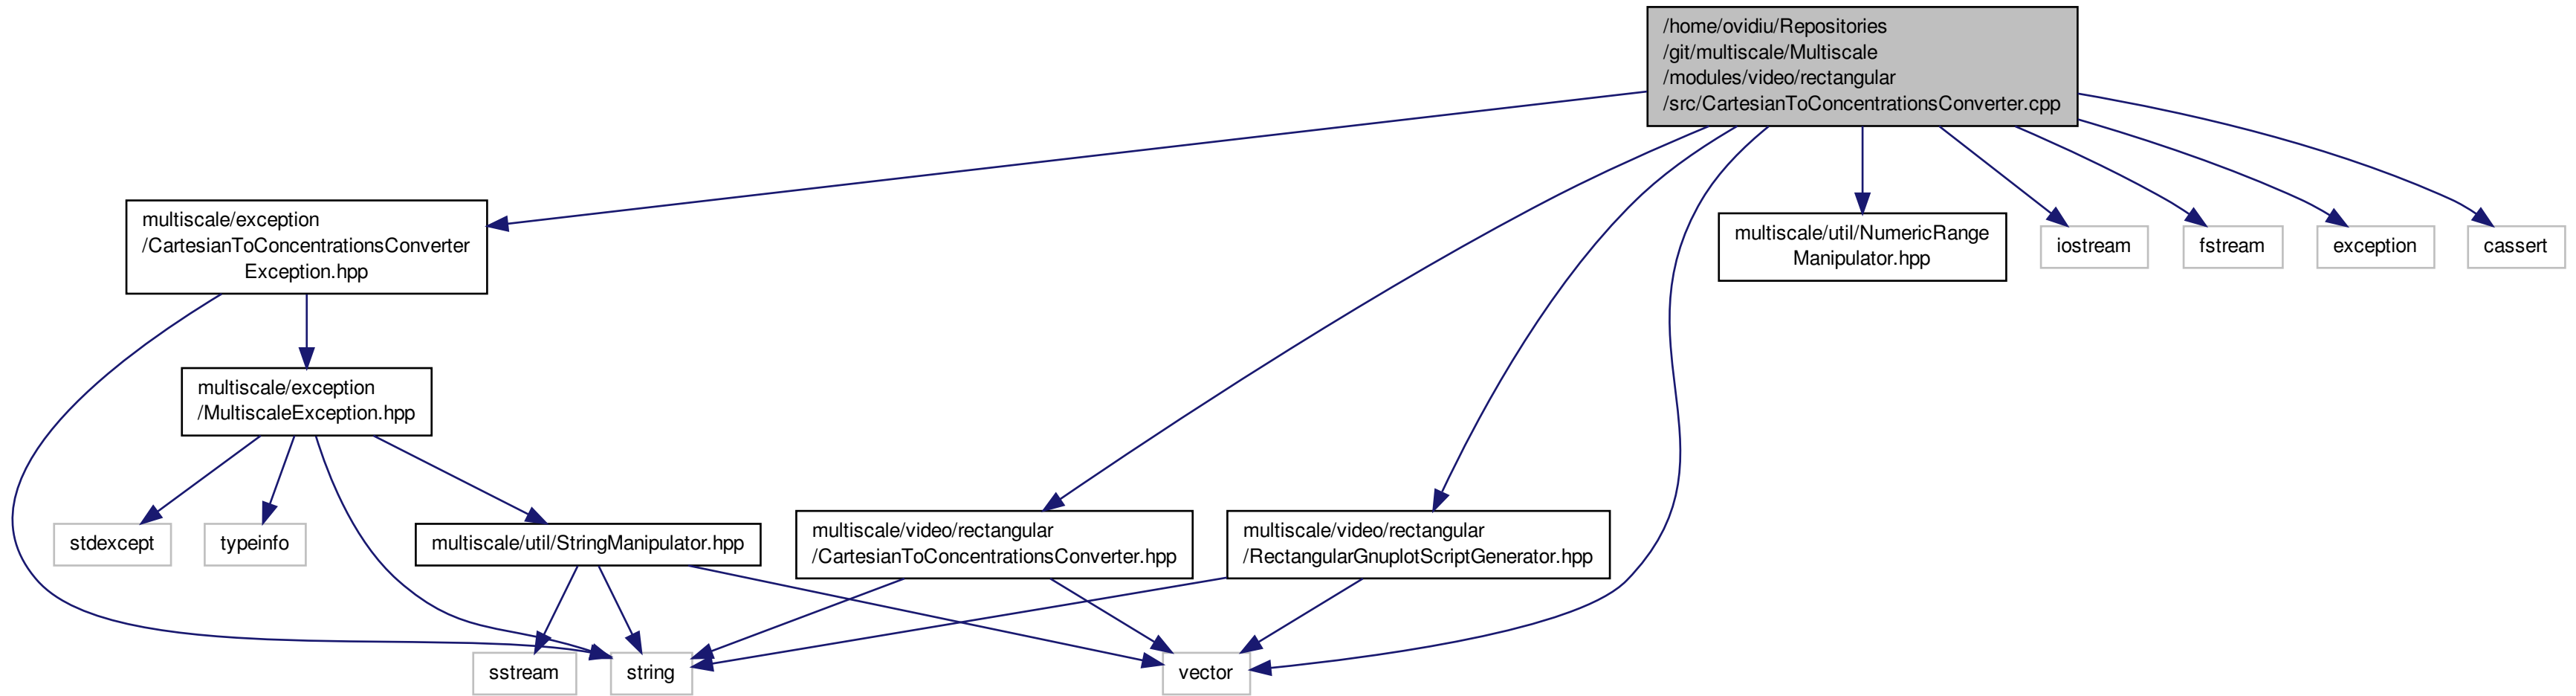 /home/ovidiu/Repositories
/git/multiscale/Multiscale
/modules/video/rectangular
/src/CartesianToConcentrationsConverter.cpp
multiscale/exception
/CartesianToConcentrationsConverter
Exception.hpp
multiscale/util/NumericRange
Manipulator.hpp
iostream
fstream
exception
cassert
multiscale/exception
/MultiscaleException.hpp
stdexcept
typeinfo
multiscale/util/StringManipulator.hpp
multiscale/video/rectangular
/CartesianToConcentrationsConverter.hpp
multiscale/video/rectangular
/RectangularGnuplotScriptGenerator.hpp
sstream
string
vector